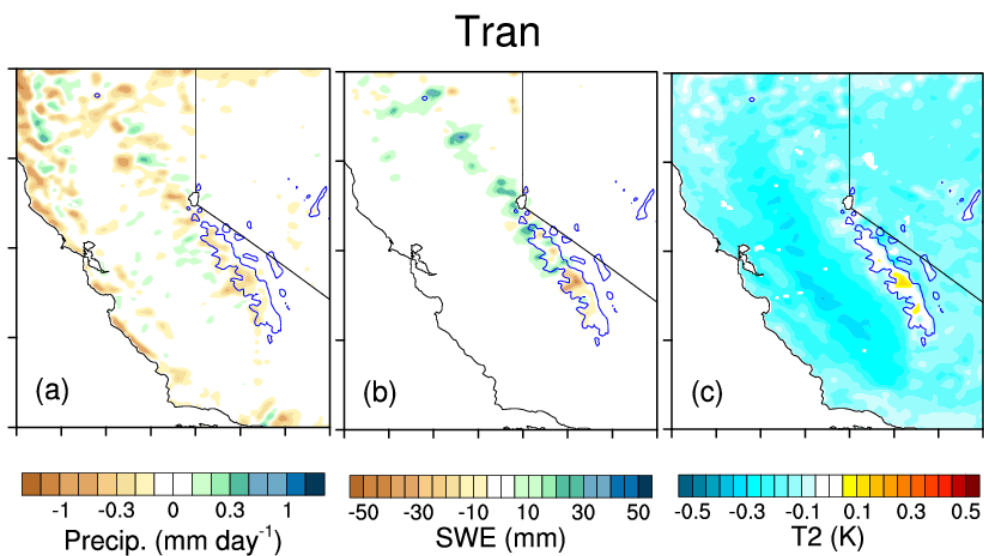 Tran
(a) (b) (c)
-1 -0.3 0 0.3 1 -50 -30 -10 10 30 50 -0.5 -0.3 -0.1 0.1 0.3 0.5
Precip. (mm day⁻¹) SWE (mm) T2 (K)